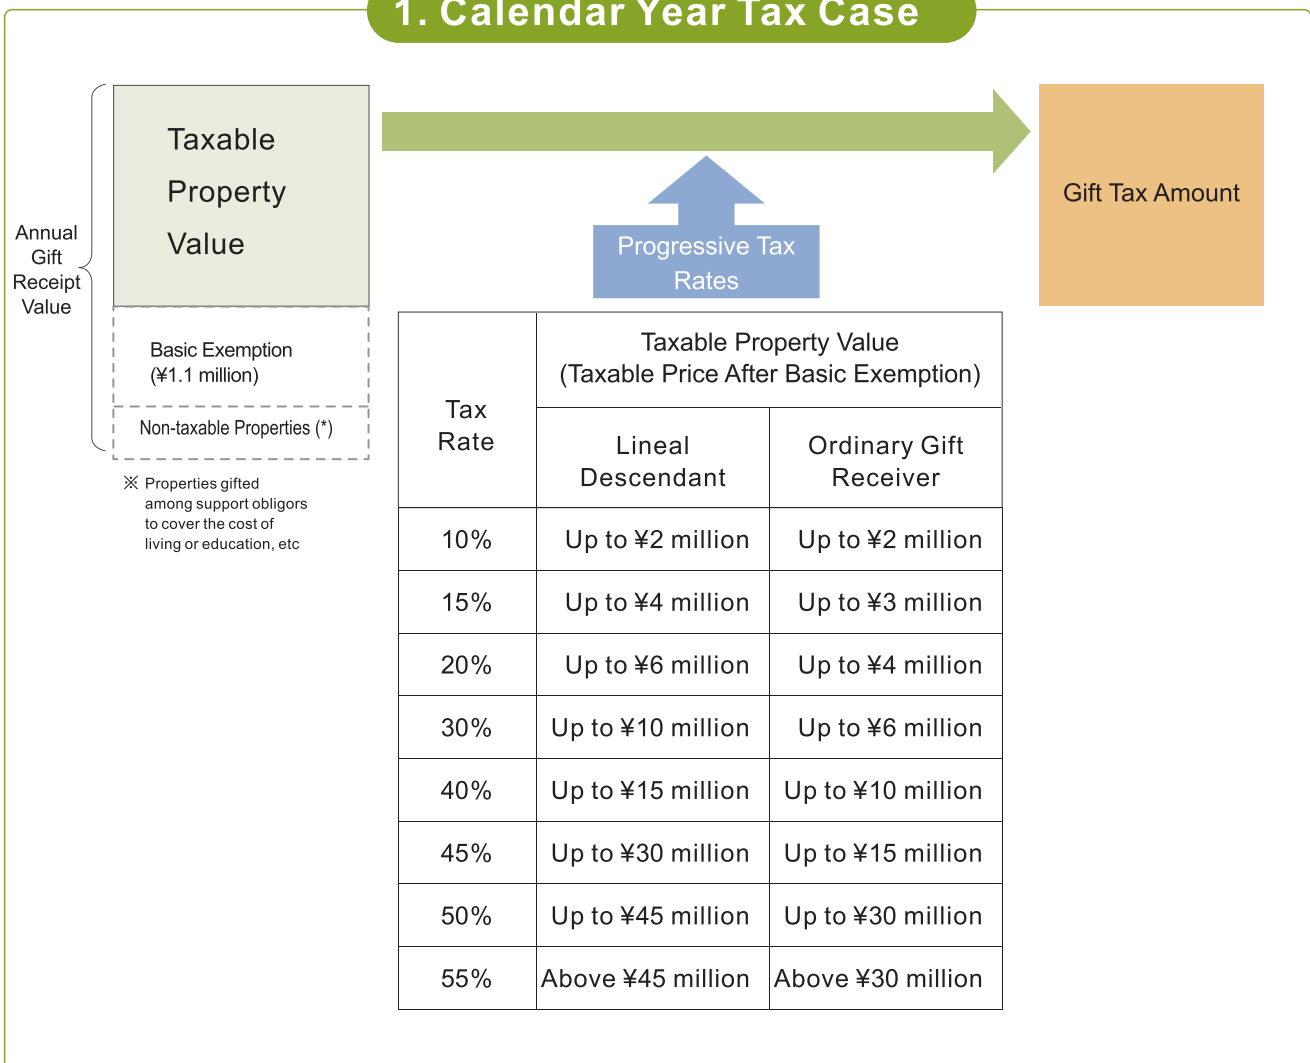 1. Calendar Year Tax Case
Annual
Gift
Receipt
Value
Taxable
Property
Value
Basic Exemption
(¥1.1 million)
Non-taxable Properties (*)
※ Properties gifted
among support obligors
to cover the cost of
living or education, etc
Progressive Tax
Rates
Gift Tax Amount
Tax
Rate
Taxable Property Value
(Taxable Price After Basic Exemption)
Lineal
Descendant
Ordinary Gift
Receiver
10% Up to ¥2 million Up to ¥2 million
15% Up to ¥4 million Up to ¥3 million
20% Up to ¥6 million Up to ¥4 million
30% Up to ¥10 million Up to ¥6 million
40% Up to ¥15 million Up to ¥10 million
45% Up to ¥30 million Up to ¥15 million
50% Up to ¥45 million Up to ¥30 million
55% Above ¥45 million Above ¥30 million